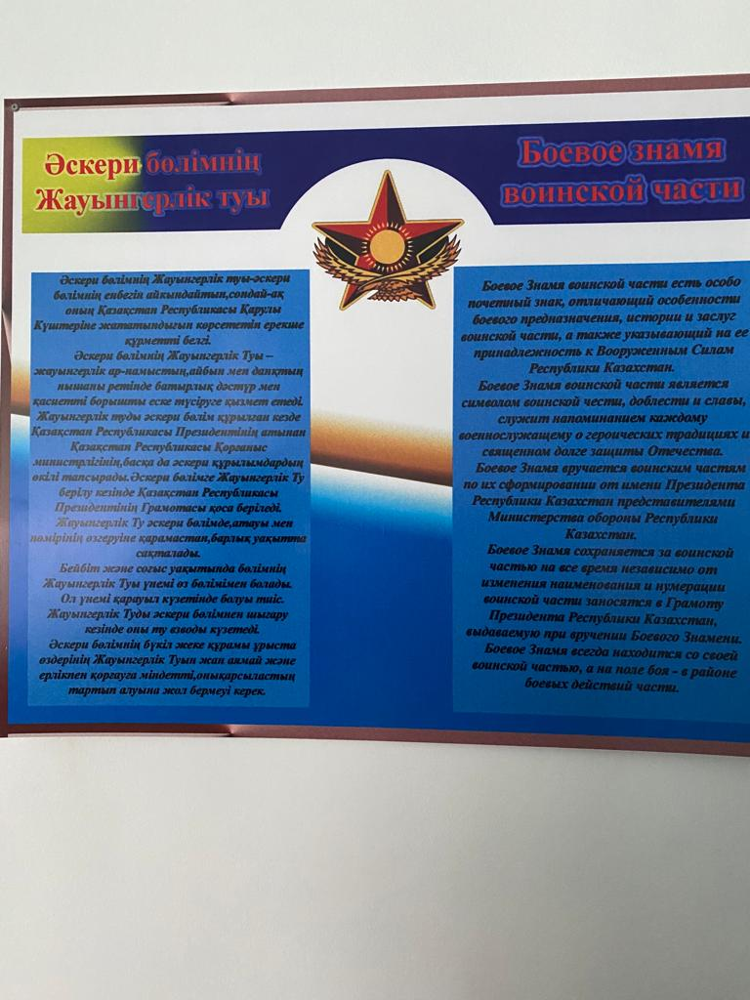 Әскери бөлімнің
Жауынгерлік туы
Әскери бөлімнің Жауынгерлік туы-әскери
бөлімнің еңбегін айқындайтын,сондай-ақ
оның Қазақстан Республикасы Қарулы
Күштеріне жататындығын көрсететін ерекше
құрметті белгі.
Әскери бөлімнің Жауынгерлік Туы –
жауынгерлік ар-намыстың,айбын мен даңқтың
нышаны ретінде батырлық дәстүр мен
қасиетті борышты еске түсіруге қызмет етеді.
Жауынгерлік туды әскери бөлім құрылған кезде
Қазақстан Республикасы Президентінің атынан
Қазақстан Республикасы Қорғаныс
министрлігінің,басқа да әскери құрылымдардың
өкілі тапсырады.Әскери бөлімге Жауынгерлік Ту
берілу кезінде Қазақстан Республикасы
Президентінің Грамотасы қоса беріледі.
Жауынгерлік Ту әскери бөлімде,атауы мен
нөмірінің өзгеруіне қарамастан,барлық уақытта
сақталады.
Бейбіт және соғыс уақытында бөлімнің
Жауынгерлік Туы үнемі өз бөлімімен болады.
Ол үнемі қарауыл күзетінде болуы тиіс.
Жауынгерлік Туды әскери бөлімнен шығару
кезінде оны ту взводы күзетеді.
Әскери бөлімнің бүкіл жеке құрамы ұрыста
өздерінің Жауынгерлік Туын жан аямай және
ерлікпен қорғауға міндетті,оныңқарсыластың
тартып алуына жол бермеуі керек.
Боевое знамя
воинской части
Боевое Знамя воинской части есть особо
почетный знак, отличающий особенности
боевого предназначения, истории и заслуг
воинской части, а также указывающий на ее
принадлежность к Вооруженным Силам
Республики Казахстан.
Боевое Знамя воинской части является
символом воинской чести, доблести и славы,
служит напоминанием каждому
военнослужащему о героических традициях и
священном долге защиты Отечества.
Боевое Знамя вручается воинским частям
по их сформировании от имени Президента
Республики Казахстан представителями
Министерства обороны Республики
Казахстан.
Боевое Знамя сохраняется за воинской
частью на все время независимо от
изменения наименования и нумерации
воинской части заносятся в Грамоту
Президента Республики Казахстан,
выдаваемую при вручении Боевого Знамени.
Боевое Знамя всегда находится со своей
воинской частью, а на поле боя - в районе
боевых действий части.